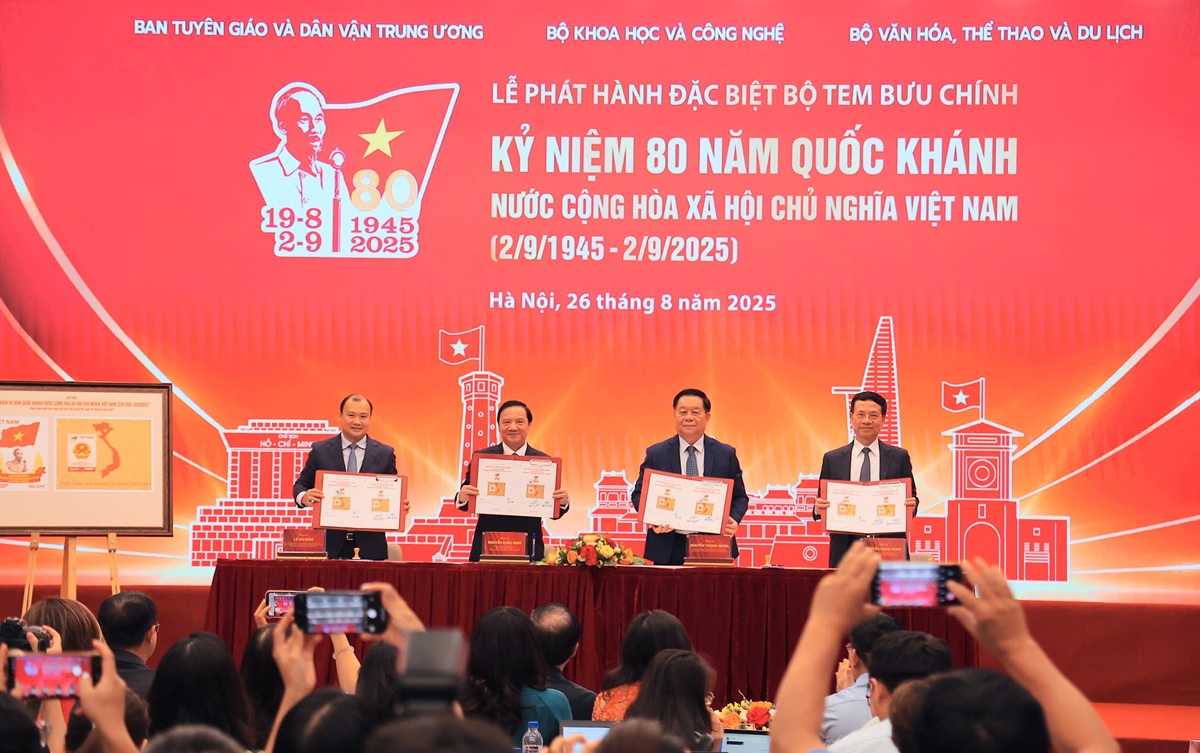 BAN TUYÊN GIÁO VÀ DÂN VẬN TRUNG ƯƠNG
BỘ KHOA HỌC VÀ CÔNG NGHỆ
BỘ VĂN HÓA, THỂ THAO VÀ DU LỊCH
LỄ PHÁT HÀNH ĐẶC BIỆT BỘ TEM BƯU CHÍNH
KỶ NIỆM 80 NĂM QUỐC KHÁNH
NƯỚC CỘNG HÒA XÃ HỘI CHỦ NGHĨA VIỆT NAM
(2/9/1945 - 2/9/2025)
Hà Nội, 26 tháng 8 năm 2025
80
19-8
2-9
1945
2025
CHỦ TỊCH
HỒ - CHÍ - MINH